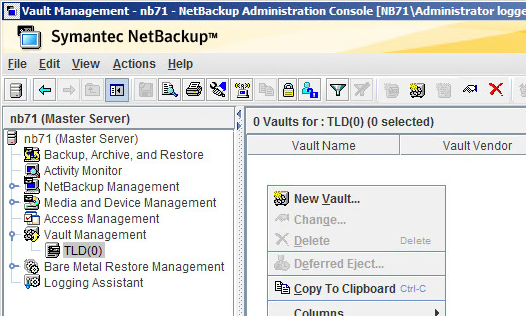 Vault Management - nb71 - NetBackup Administration Console [NB71\Administrator logge
Symantec NetBackup™
File Edit View Actions Help
nb71 (Master Server)
nb71 (Master Server)
Backup, Archive, and Restore
Activity Monitor
NetBackup Management
Media and Device Management
Access Management
Vault Management
TLD(0)
Bare Metal Restore Management
Logging Assistant
0 Vaults for : TLD(0) (0 selected)
Vault Name Vault Vendor
New Vault...
Change...
Delete Delete
Deferred Eject...
Copy To Clipboard Ctrl-C
Columns